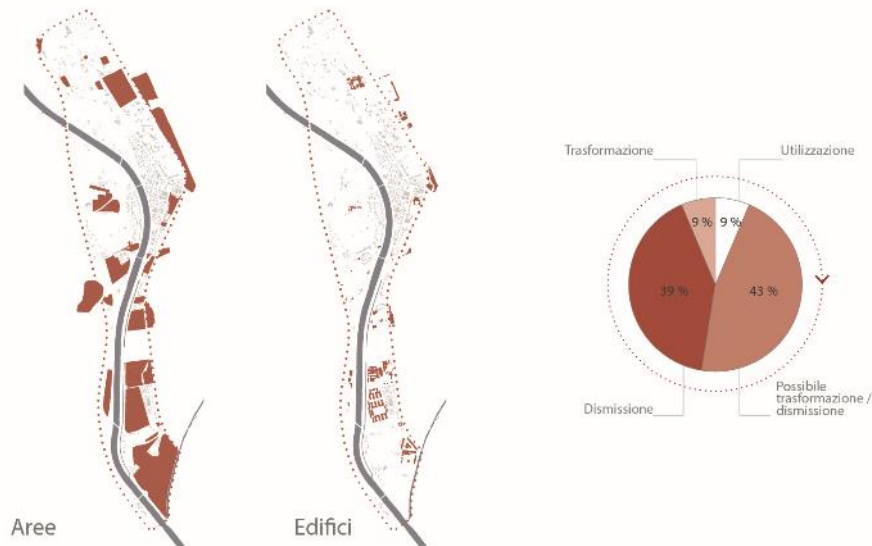 Trasformazione
Utilizzazione
9 %
9 %
39 %
43 %
Dismissione
Possibile
trasformazione /
dismissione
Aree
Edifici